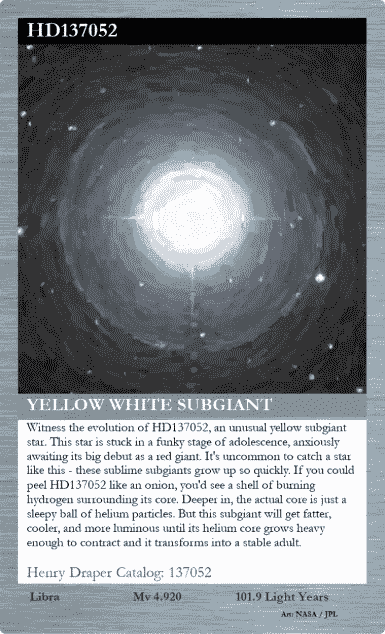 HD137052
YELLOW WHITE SUBGIANT
Witness the evolution of HD137052, an unusual yellow subgiant
star. This star is stuck in a funky stage of adolescence, anxiously
awaiting its big debut as a red giant. It's uncommon to catch a star
like this - these sublime subgiants grow up so quickly. If you could
peel HD137052 like an onion, you'd see a shell of burning
hydrogen surrounding its core. Deeper in, the actual core is just a
sleepy ball of helium particles. But this subgiant will get fatter,
cooler, and more luminous until its helium core grows heavy
enough to contract and it transforms into a stable adult.
Henry Draper Catalog: 137052
Libra Mv 4.920 101.9 Light Years
Art: NASA / JPL